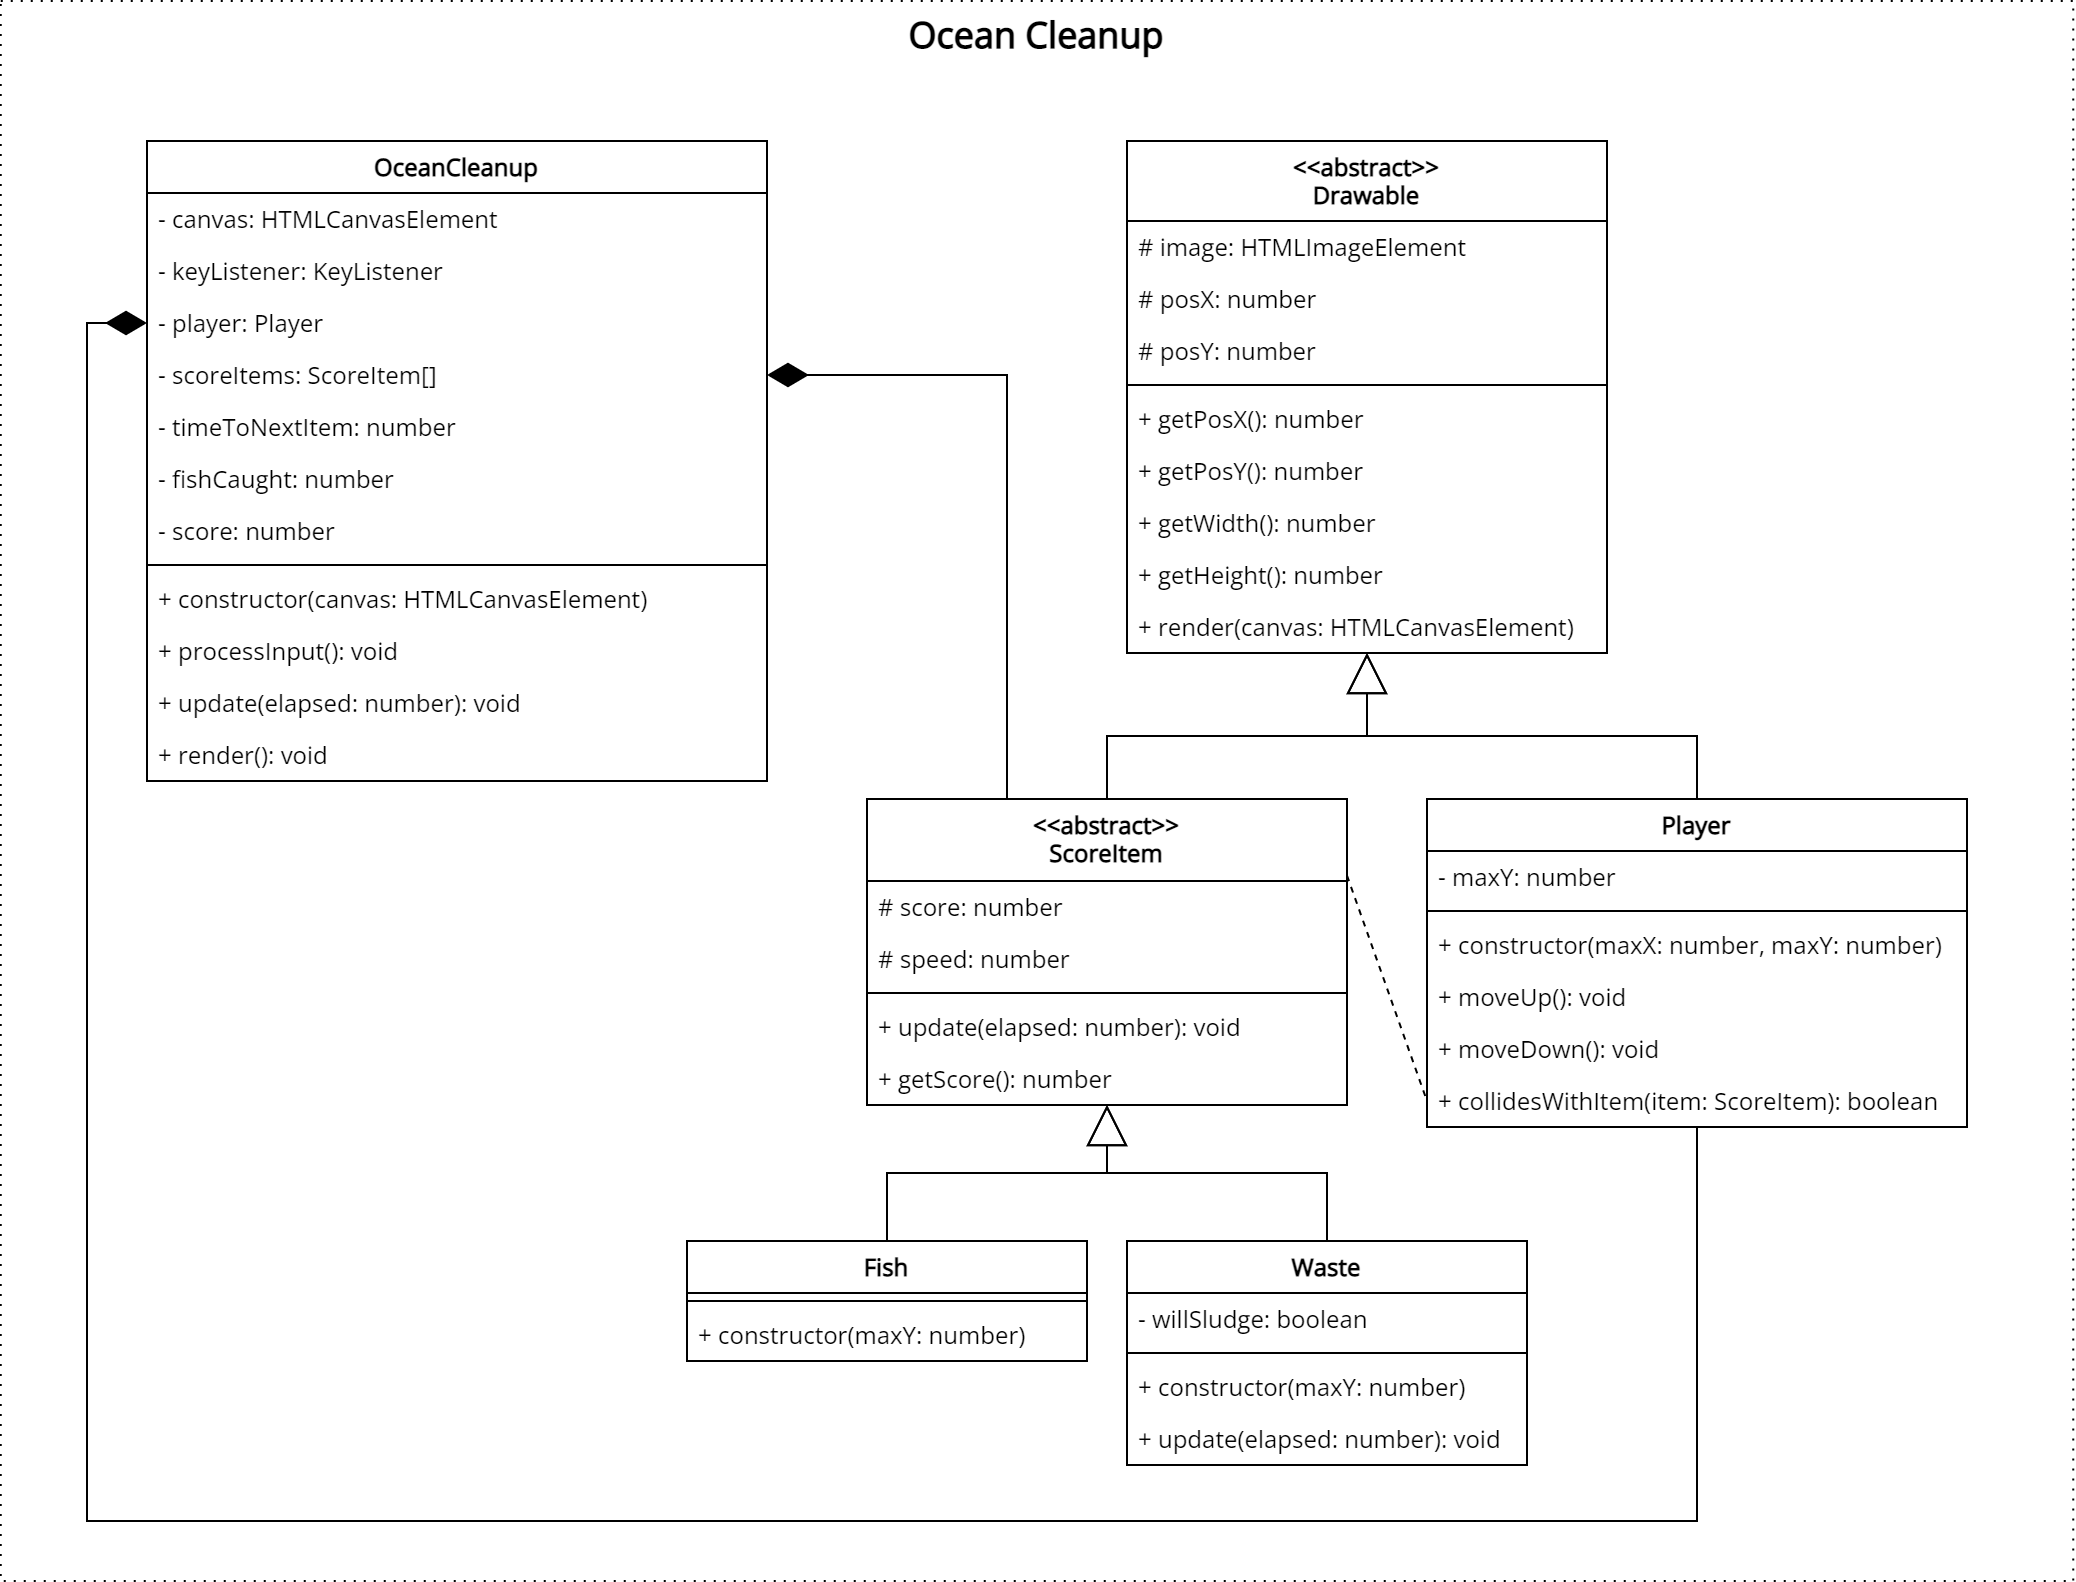 Ocean Cleanup
OceanCleanup
- canvas: HTMLCanvasElement
- keyListener: KeyListener
- player: Player
- scoreItems: ScoreItem[]
- timeToNextItem: number
- fishCaught: number
- score: number
+ constructor(canvas: HTMLCanvasElement)
+ processInput(): void
+ update(elapsed: number): void
+ render(): void
<<abstract>>
Drawable
# image: HTMLImageElement
# posX: number
# posY: number
+ getPosX(): number
+ getPosY(): number
+ getWidth(): number
+ getHeight(): number
+ render(canvas: HTMLCanvasElement)
<<abstract>>
ScoreItem
# score: number
# speed: number
+ update(elapsed: number): void
+ getScore(): number
Player
- maxY: number
+ constructor(maxX: number, maxY: number)
+ moveUp(): void
+ moveDown(): void
+ collidesWithItem(item: ScoreItem): boolean
Fish
+ constructor(maxY: number)
Waste
- willSludge: boolean
+ constructor(maxY: number)
+ update(elapsed: number): void